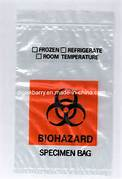 □ FROZEN □ REFRIGERATE
□ ROOM TEMPERATURE
BIOHAZARD
SPECIMEN BAG